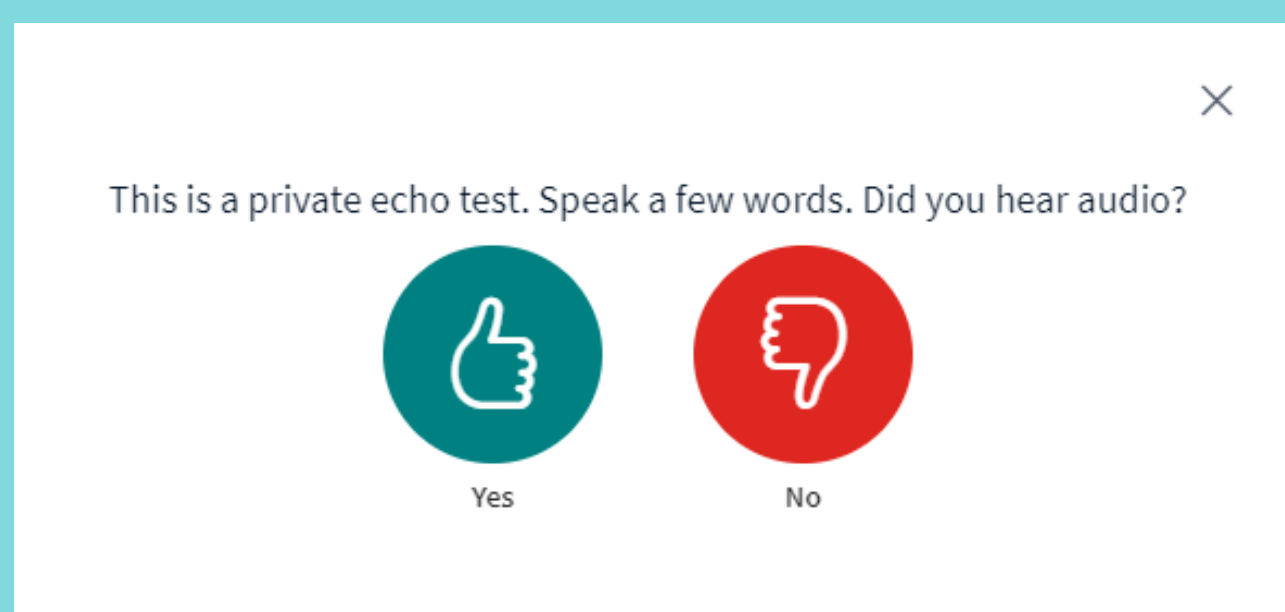 This is a private echo test. Speak a few words. Did you hear audio?
Yes
No